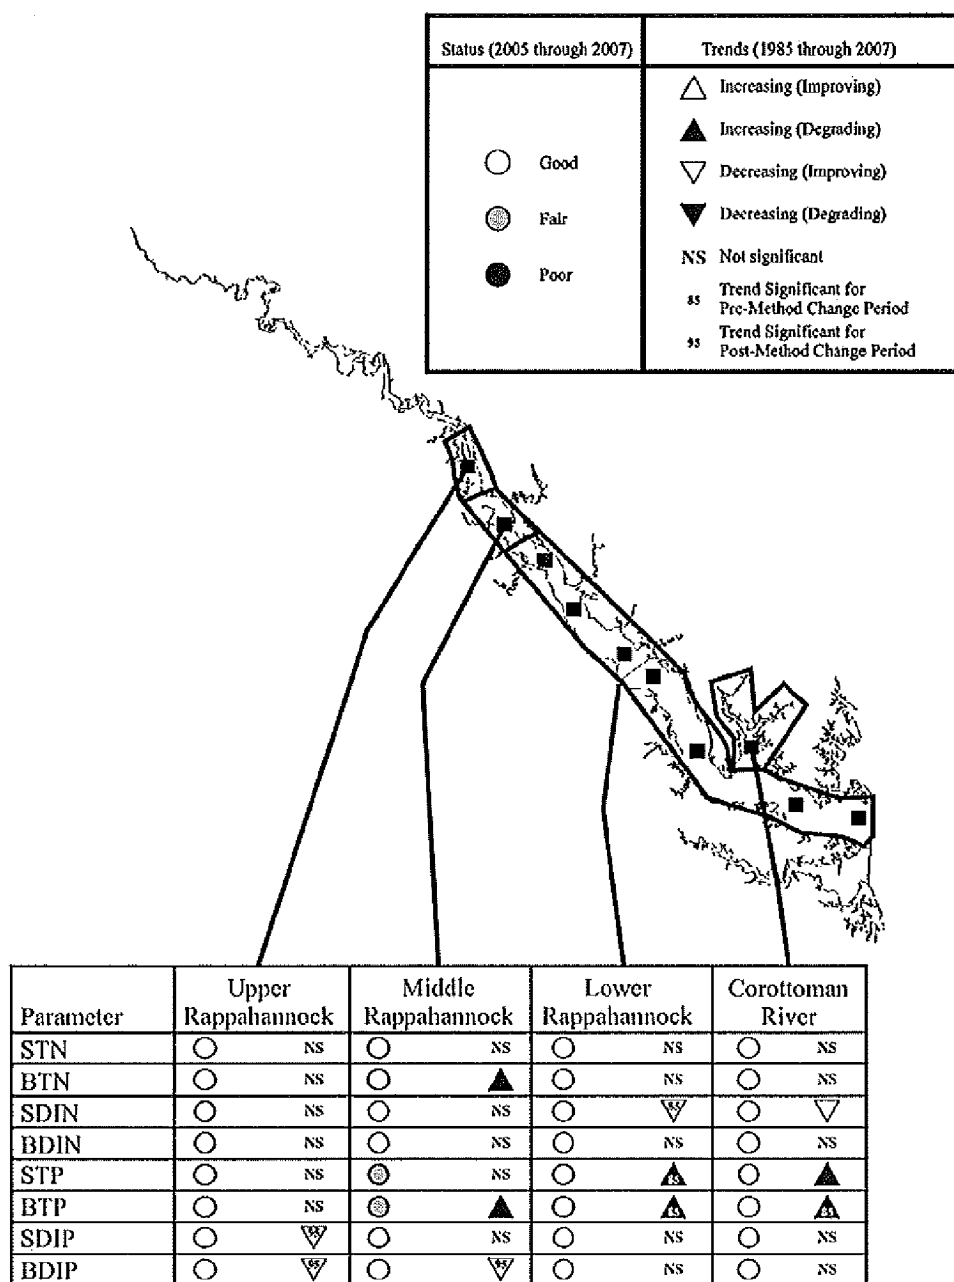 Status (2005 through 2007) Trends (1985 through 2007)
Increasing (Improving)
Increasing (Degrading)
Good Decreasing (Improving)
Fair Decreasing (Degrading)
NS Not significant
Poor
85 Trend Significant for
Pre-Method Change Period
95 Trend Significant for
Post-Method Change Period
Parameter Upper Rappahannock Middle Rappahannock Lower Rappahannock Corottoman River
STN NS NS NS NS
BTN NS NS NS
SDIN NS NS
BDIN NS NS NS NS
STP NS NS
BTP NS
SDIP NS NS NS
BDIP 95 NS NS